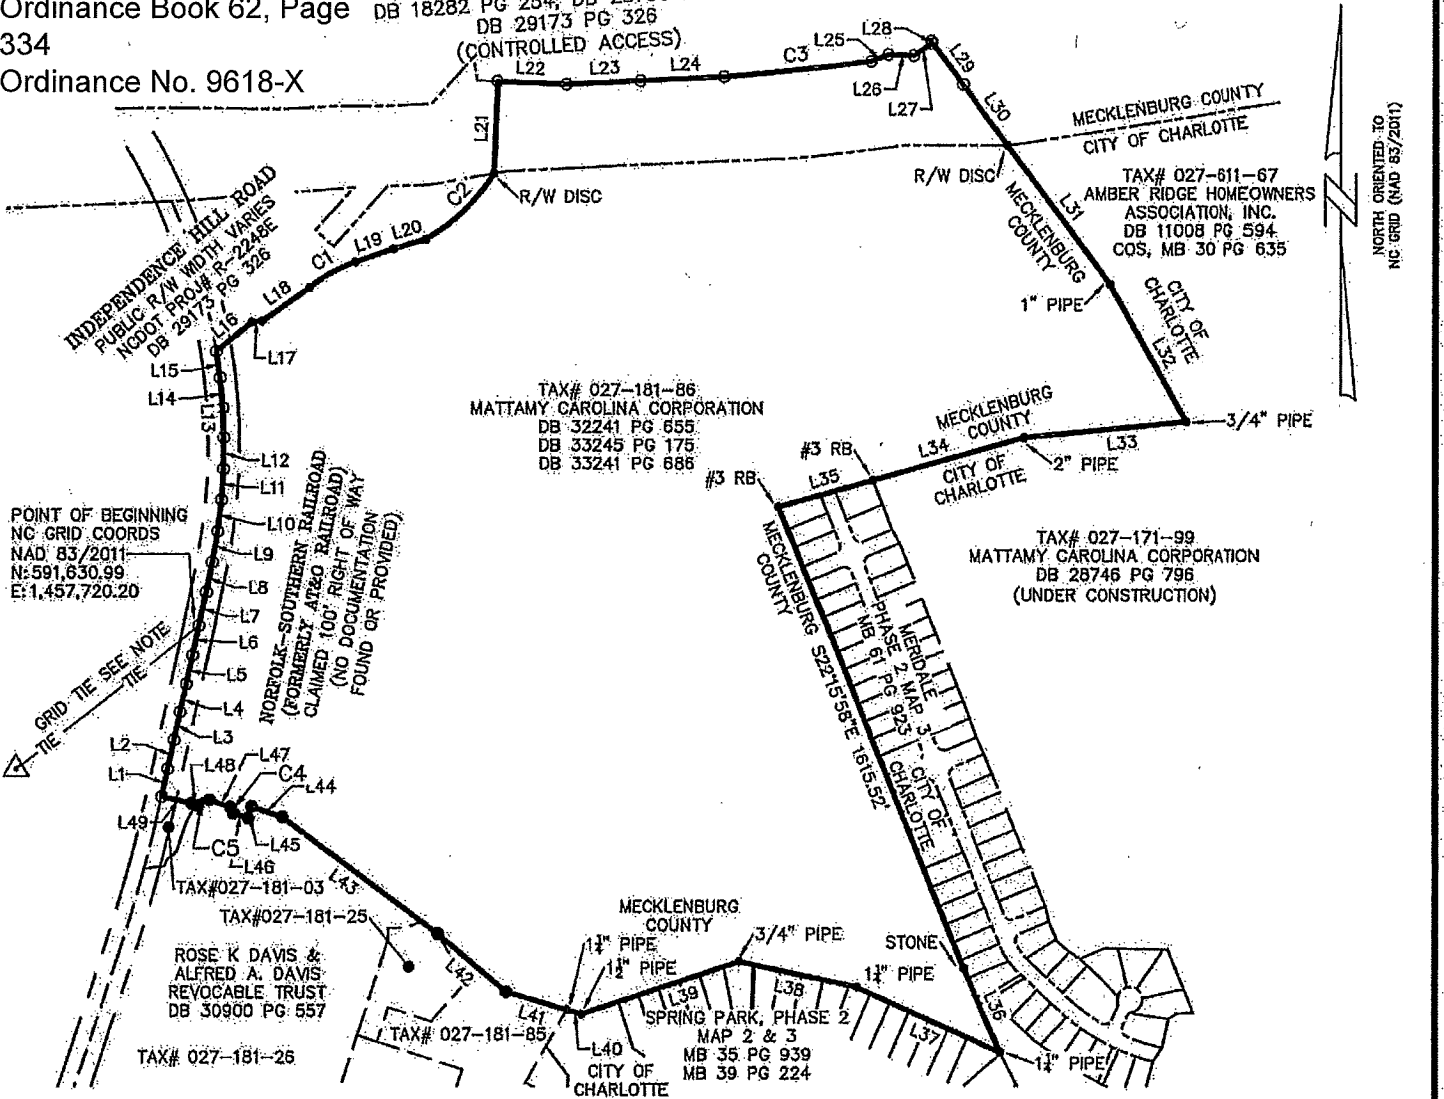 Ordinance Book 62, Page
334
Ordinance No. 9618-X
DB 18282 PG 254, DB
DB 29173 PG 326
(CONTROLLED ACCESS)
L22
L23
L24
C3
L25
L28
L26
L27
L29
L30
L21
MECKLENBURG COUNTY
CITY OF CHARLOTTE
R/W DISC
R/W DISC
C2
L20
L19
C1
L18
L16
L17
INDEPENDENCE HILL ROAD
PUBLIC R/W WIDTH VARIES
NCDOT PROJ# R-2248E
DB 29173 PG 326
TAX# 027-611-67
AMBER RIDGE HOMEOWNERS
ASSOCIATION, INC.
DB 11008 PG 594
COS, MB 30 PG 635
NORTH ORIENTED TO
NC GRID (NAD 83/2011)
L31
MECKLENBURG
COUNTY
1" PIPE
CITY OF
CHARLOTTE
L32
3/4" PIPE
L33
2" PIPE
MECKLENBURG
COUNTY
L34
CITY OF
CHARLOTTE
#3 RB
L35
#3 RB
L15
L14
L13
L12
L11
L10
L9
L8
L7
L6
L5
L4
L3
L2
L1
TAX# 027-181-86
MATTAMY CAROLINA CORPORATION
DB 32241 PG 655
DB 33245 PG 175
DB 33241 PG 686
POINT OF BEGINNING
NC GRID COORDS
NAD 83/2011
N:591,630.99
E:1,457,720.20
NORFOLK-SOUTHERN RAILROAD
(FORMERLY AT&O RAILROAD)
CLAIMED 100' RIGHT OF WAY
(NO DOCUMENTATION
FOUND OR PROVIDED)
GRID TIE SEE NOTE
TIE
TIE
TAX# 027-171-99
MATTAMY CAROLINA CORPORATION
DB 28746 PG 796
(UNDER CONSTRUCTION)
MECKLENBURG
COUNTY
S22°15'58"E 1615.52'
CHARLOTTE
MERIDALE
PHASE 2 MAP 3
MB 61 PG 923
CITY OF
L48
L47
C4
L44
L49
C5
L45
L46
L43
TAX#027-181-03
TAX#027-181-25
ROSE K DAVIS &
ALFRED A. DAVIS
REVOCABLE TRUST
DB 30900 PG 557
TAX# 027-181-26
L42
L41
TAX# 027-181-85
L40
CITY OF
CHARLOTTE
MECKLENBURG
COUNTY
1¼" PIPE
1½" PIPE
3/4" PIPE
L39
L38
1¼" PIPE
SPRING PARK, PHASE 2
MAP 2 & 3
MB 35 PG 939
MB 39 PG 224
STONE
L37
L36
1¼" PIPE